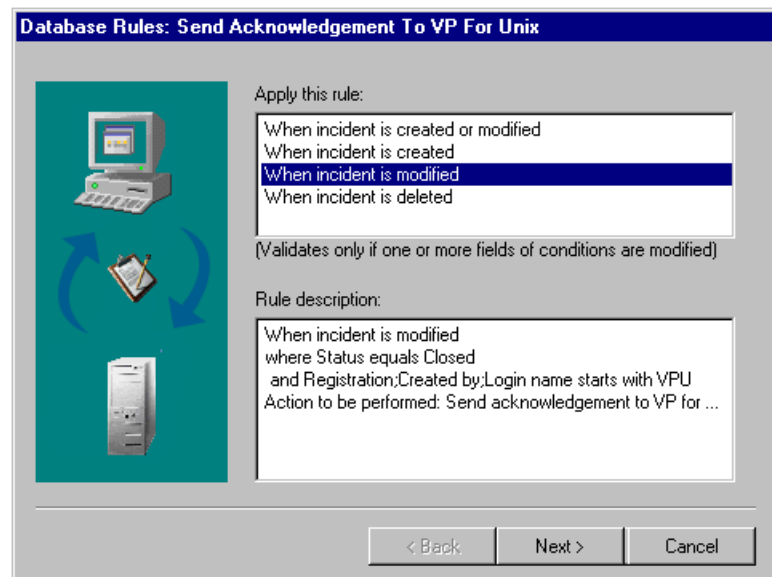 Database Rules: Send Acknowledgement To VP For Unix
Apply this rule:
When incident is created or modified
When incident is created
When incident is modified
When incident is deleted
(Validates only if one or more fields of conditions are modified)
Rule description:
When incident is modified
where Status equals Closed
and Registration;Created by;Login name starts with VPU
Action to be performed: Send acknowledgement to VP for ...
< Back
Next >
Cancel